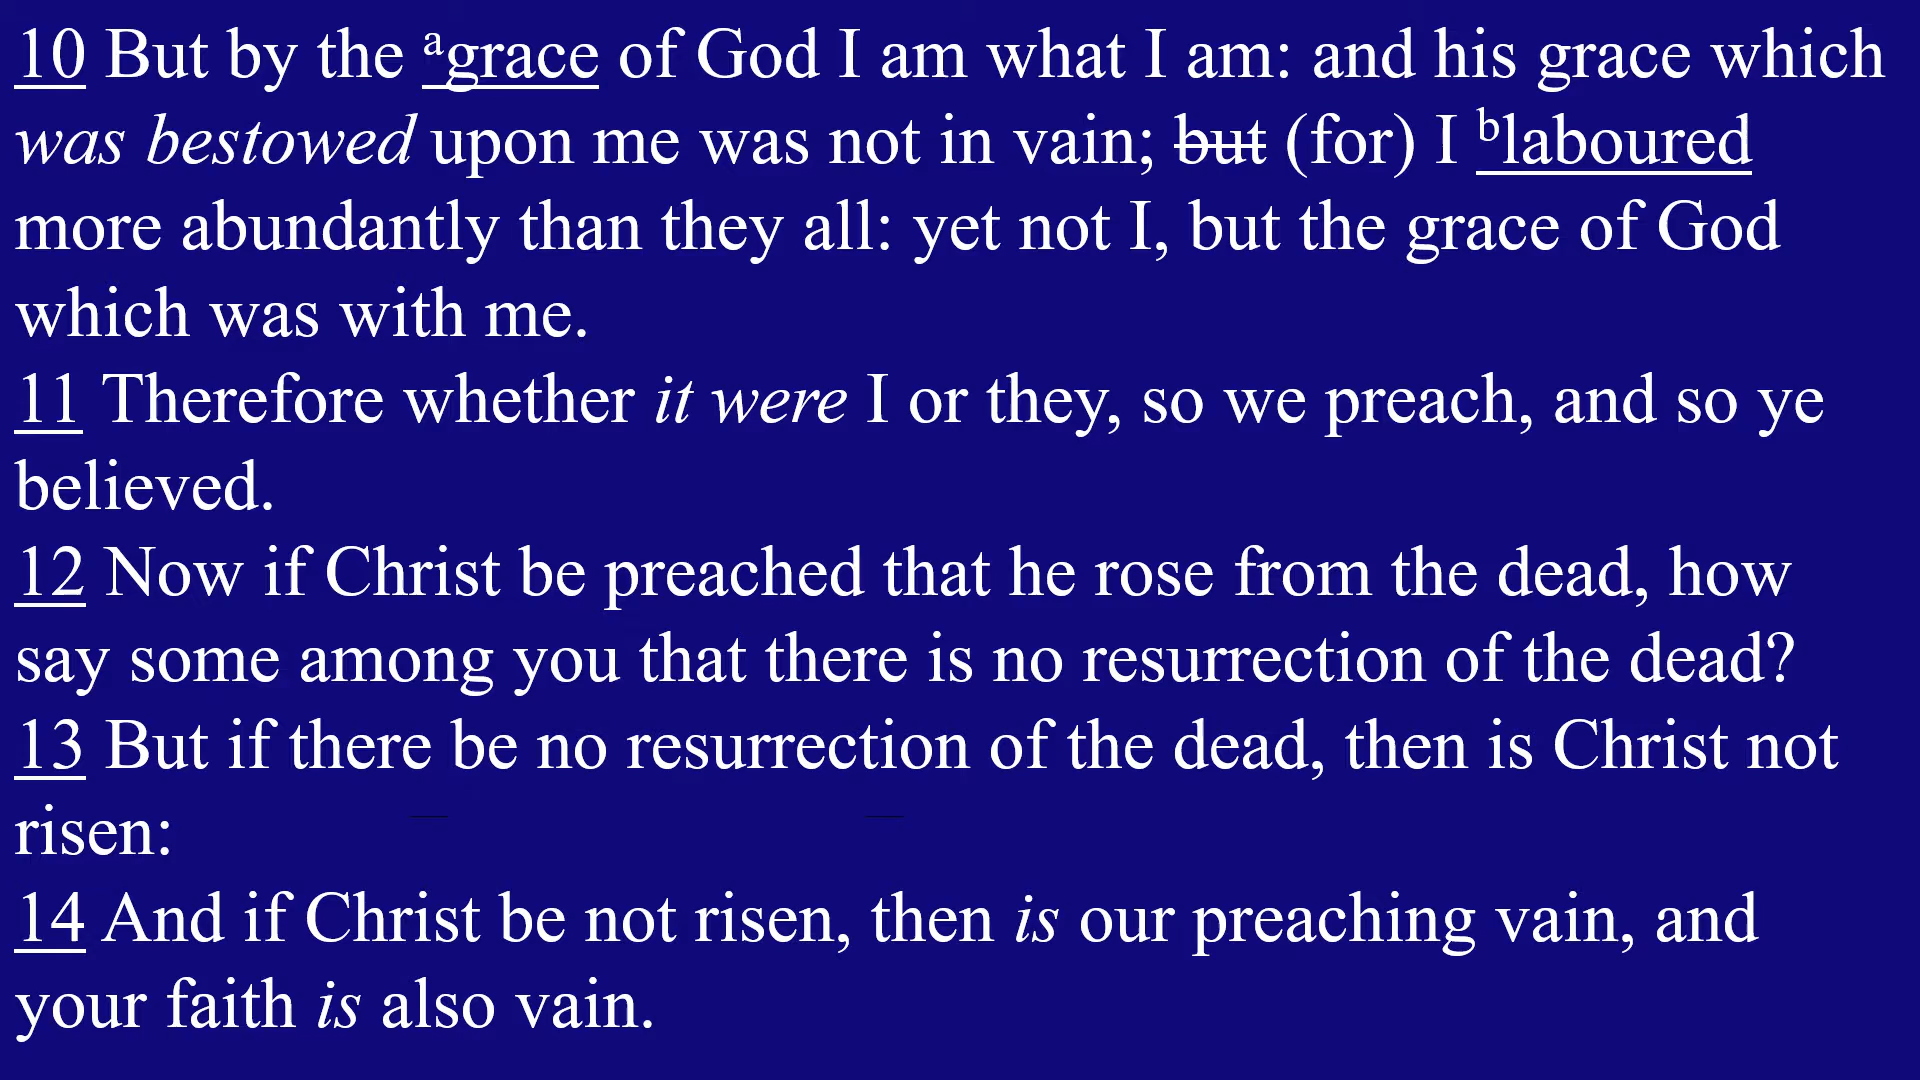 10 But by the ᵃgrace of God I am what I am: and his grace which
was bestowed upon me was not in vain; but (for) I ᵇlaboured
more abundantly than they all: yet not I, but the grace of God
which was with me.
11 Therefore whether it were I or they, so we preach, and so ye
believed.
12 Now if Christ be preached that he rose from the dead, how
say some among you that there is no resurrection of the dead?
13 But if there be no resurrection of the dead, then is Christ not
risen:
14 And if Christ be not risen, then is our preaching vain, and
your faith is also vain.